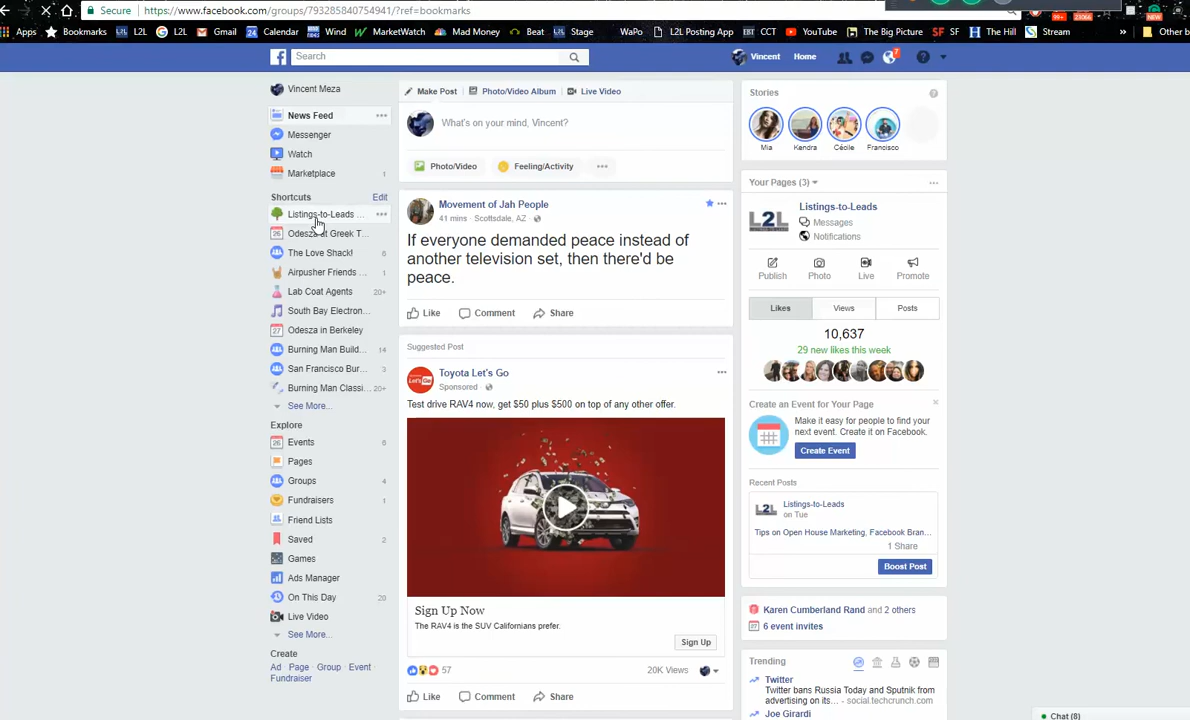 Secure https://www.facebook.com/groups/793285840754941/?ref=bookmarks
Apps Bookmarks L2L L2L Gmail Calendar Wind MarketWatch Mad Money Beat Stage WaPo L2L Posting App CCT YouTube The Big Picture SF The Hill Stream Other b
Search
Vincent Home 7
Vincent Meza
News Feed
Messenger
Watch
Marketplace 1
Shortcuts Edit
Listings-to-Leads ...
Odesza at Greek T...
The Love Shack! 6
Airpusher Friends ... 1
Lab Coat Agents 20+
South Bay Electron...
Odesza in Berkeley
Burning Man Build... 14
San Francisco Bur... 3
Burning Man Classi... 20+
See More...
Explore
Events 6
Pages
Groups 4
Fundraisers 1
Friend Lists
Saved 2
Games
Ads Manager
On This Day 20
Live Video
See More...
Create
Ad Page Group Event
Fundraiser
Make Post Photo/Video Album Live Video
What's on your mind, Vincent?
Photo/Video Feeling/Activity
Movement of Jah People
41 mins · Scottsdale, AZ ·
If everyone demanded peace instead of
another television set, then there'd be
peace.
Like Comment Share
Suggested Post
Toyota Let's Go
Sponsored ·
Test drive RAV4 now, get $50 plus $500 on top of any other offer.
Sign Up Now
The RAV4 is the SUV Californians prefer.
Sign Up
57 20K Views
Like Comment Share
Stories
Mia Kendra Cécile Francisco
Your Pages (3)
L2L
Listings-to-Leads
Messages
Notifications
Publish Photo Live Promote
Likes Views Posts
10,637
29 new likes this week
Create an Event for Your Page
Make it easy for people to find your
next event. Create it on Facebook.
Create Event
Recent Posts
L2L
Listings-to-Leads
on Tue
Tips on Open House Marketing, Facebook Bran...
1 Share
Boost Post
Karen Cumberland Rand and 2 others
6 event invites
Trending
Twitter
Twitter bans Russia Today and Sputnik from
advertising on its... - social.techcrunch.com
Joe Girardi
Chat (8)